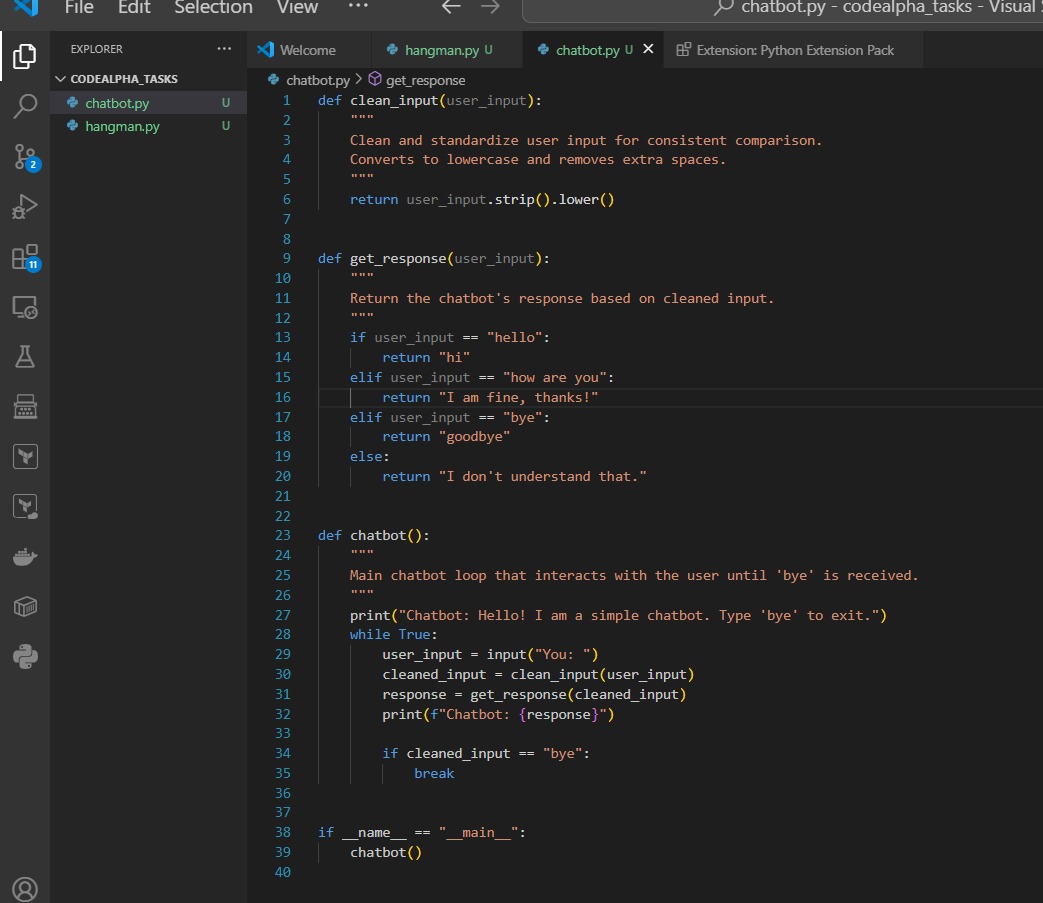 File Edit Selection View ··· chatbot.py - codealpha_tasks - Visual
EXPLORER ···
CODEALPHA_TASKS
chatbot.py U
hangman.py U
2
11
Welcome hangman.py U chatbot.py U Extension: Python Extension Pack
chatbot.py > get_response
1 def clean_input(user_input):
2 """
3 Clean and standardize user input for consistent comparison.
4 Converts to lowercase and removes extra spaces.
5 """
6 return user_input.strip().lower()
7
8
9 def get_response(user_input):
10 """
11 Return the chatbot's response based on cleaned input.
12 """
13 if user_input == "hello":
14 return "hi"
15 elif user_input == "how are you":
16 return "I am fine, thanks!"
17 elif user_input == "bye":
18 return "goodbye"
19 else:
20 return "I don't understand that."
21
22
23 def chatbot():
24 """
25 Main chatbot loop that interacts with the user until 'bye' is received.
26 """
27 print("Chatbot: Hello! I am a simple chatbot. Type 'bye' to exit.")
28 while True:
29 user_input = input("You: ")
30 cleaned_input = clean_input(user_input)
31 response = get_response(cleaned_input)
32 print(f"Chatbot: {response}")
33
34 if cleaned_input == "bye":
35 break
36
37
38 if __name__ == "__main__":
39 chatbot()
40